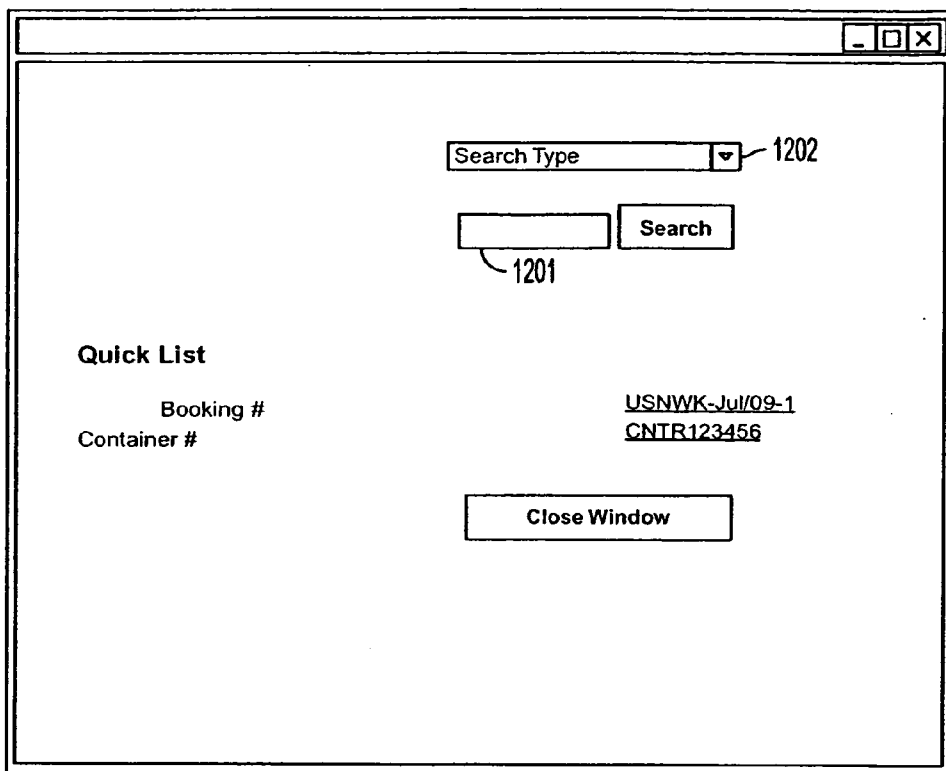 Search Type
1202
Search
1201
Quick List
Booking # USNWK-Jul/09-1
Container # CNTR123456
Close Window